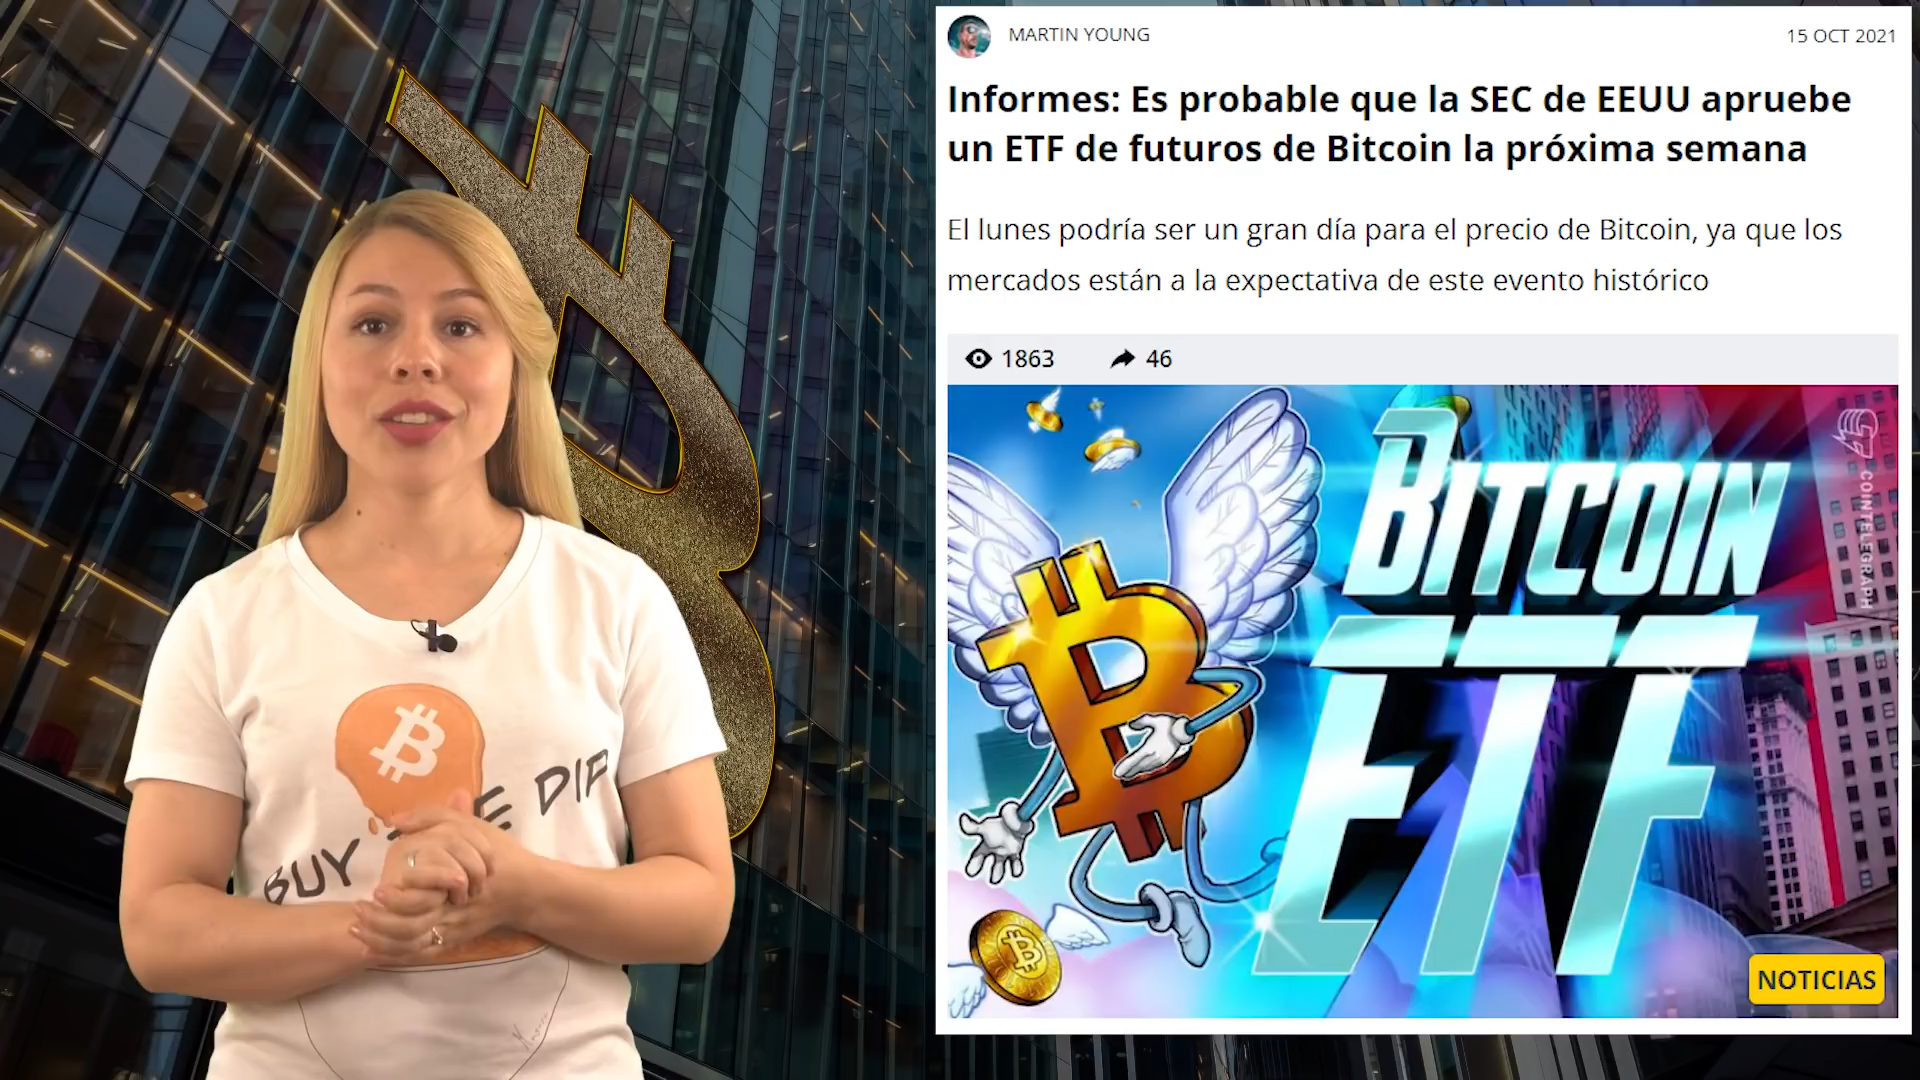 MARTIN YOUNG
15 OCT 2021
Informes: Es probable que la SEC de EEUU apruebe
un ETF de futuros de Bitcoin la próxima semana
El lunes podría ser un gran día para el precio de Bitcoin, ya que los
mercados están a la expectativa de este evento histórico
1863
46
BITCOIN
ETF
COINTELEGRAPH
NOTICIAS
BUY
DIP